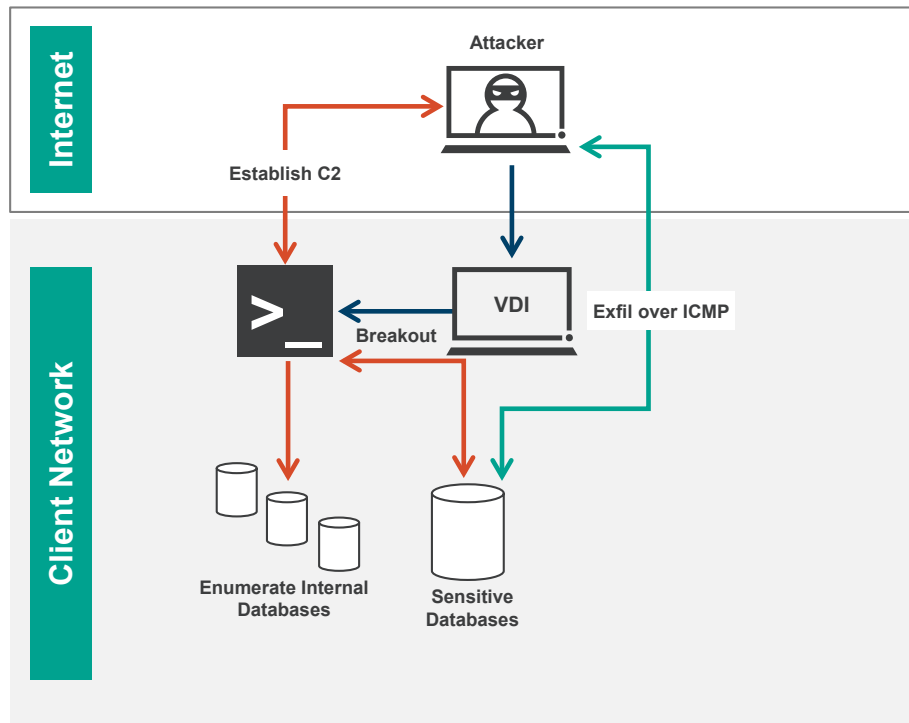 Internet
Attacker
Establish C2
Client Network
>_
VDI
Breakout
Exfil over ICMP
Enumerate Internal
Databases
Sensitive
Databases